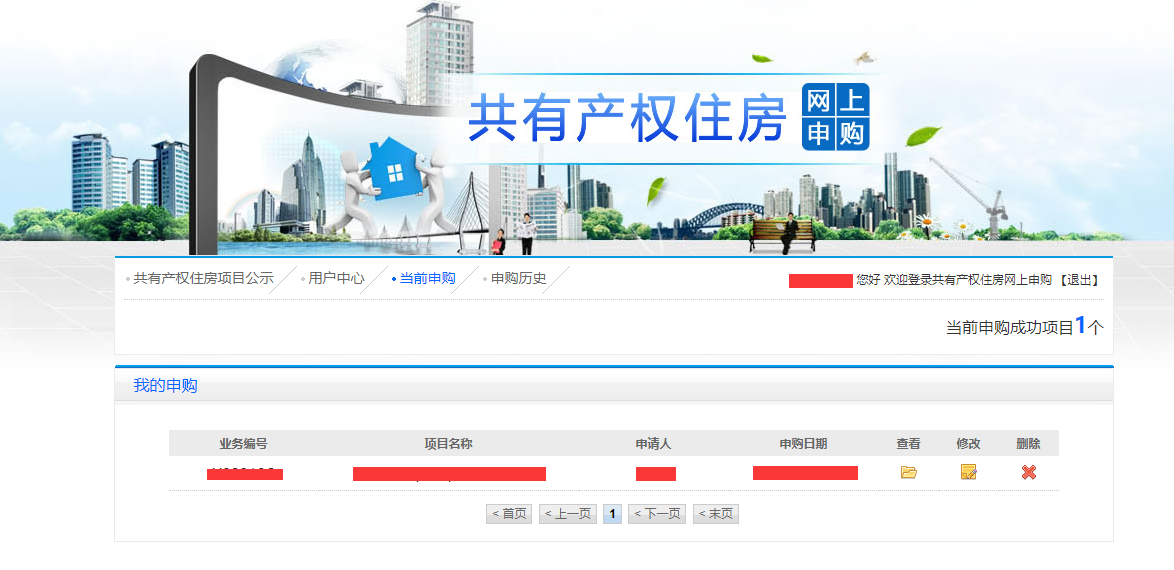 共有产权住房 网上申购
共有产权住房项目公示 用户中心 当前申购 申购历史 您好 欢迎登录共有产权住房网上申购 【退出】
当前申购成功项目1个
我的申购
业务编号 项目名称 申请人 申购日期 查看 修改 删除
< 首页 < 上一页 1 < 下一页 < 末页